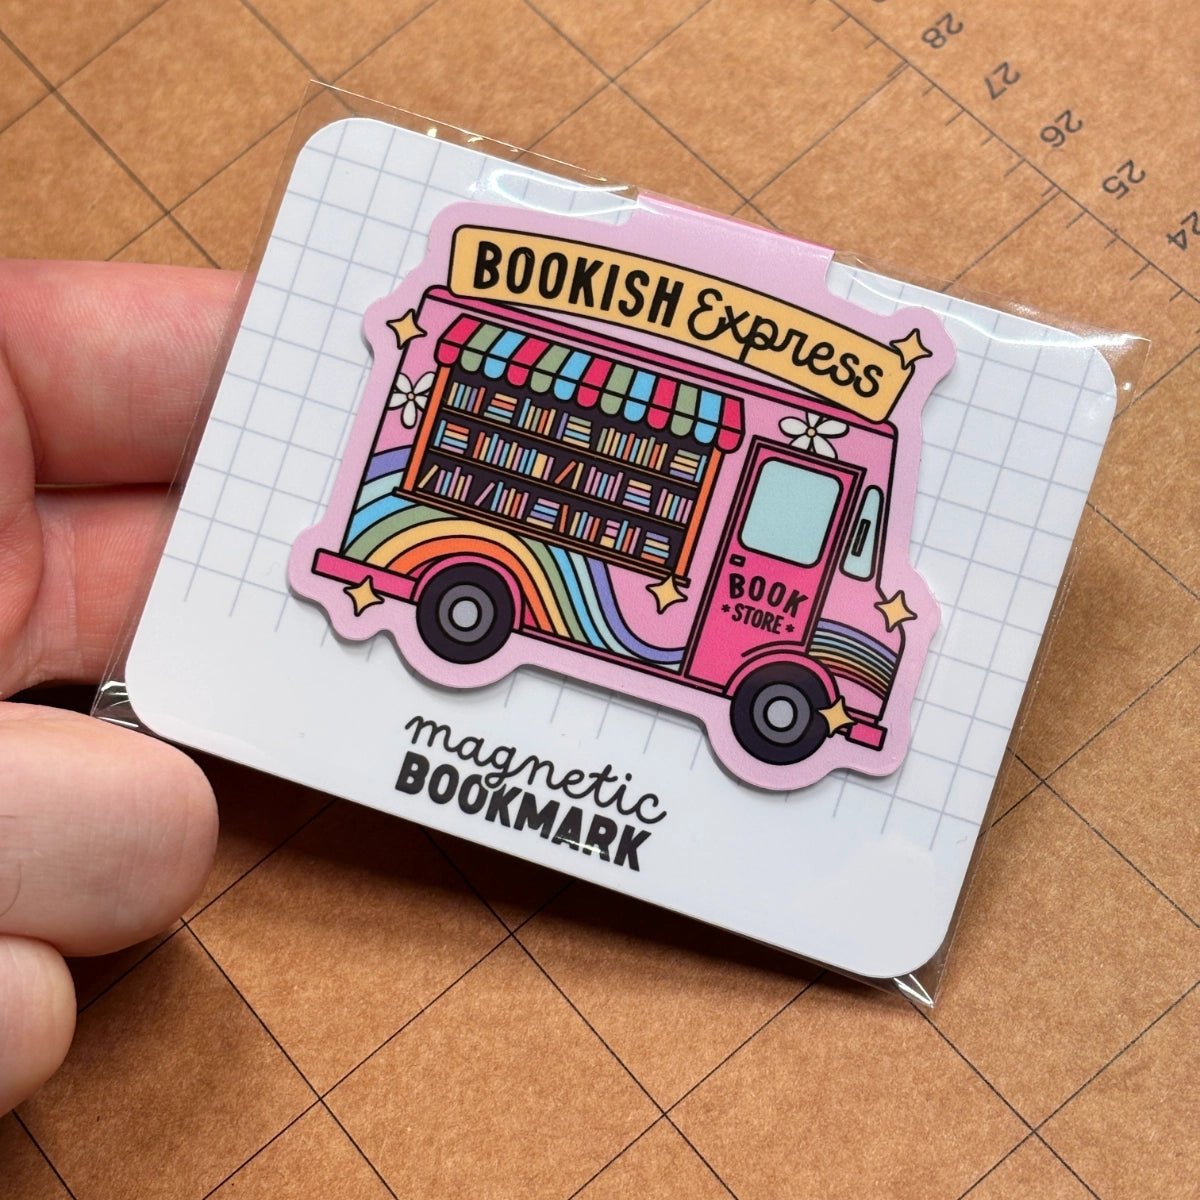 28
27
26
25
24
BOOKISH Express
BOOK
*STORE*
magnetic
BOOKMARK